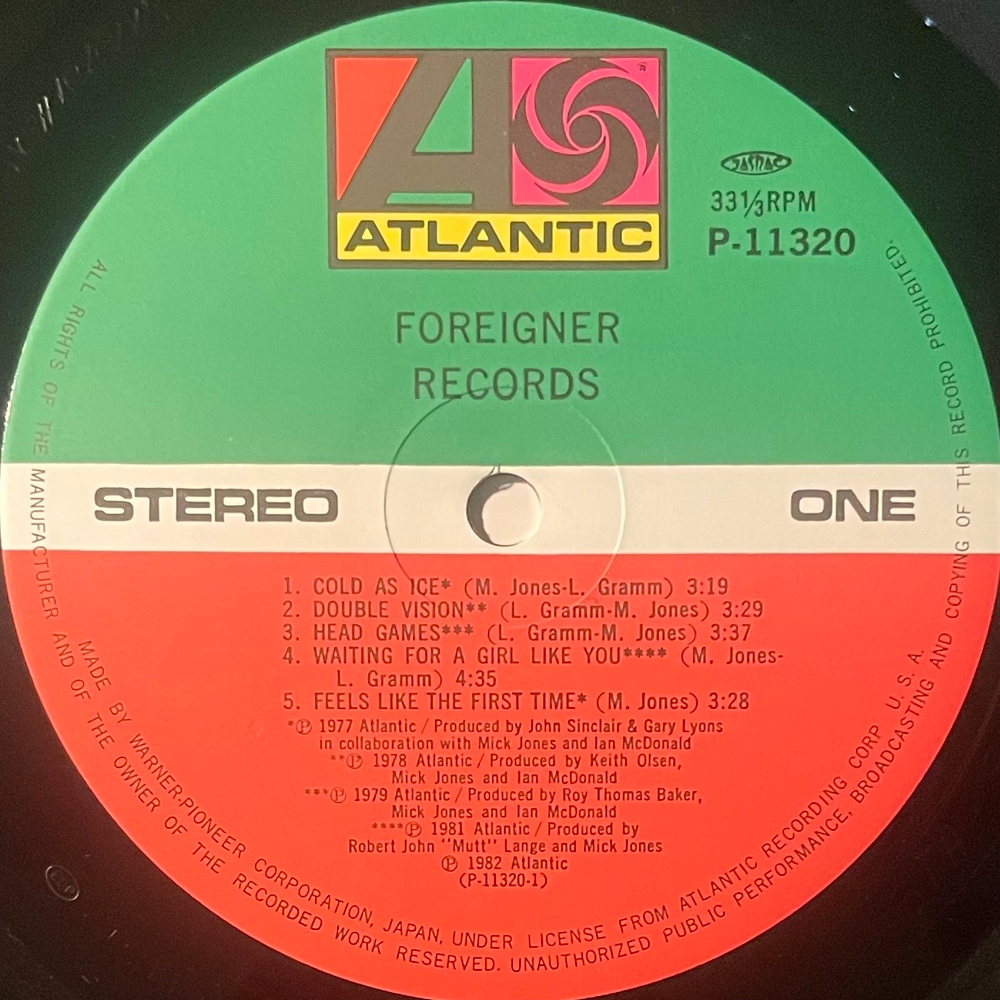 ATLANTIC
®
JASRAC
33⅓RPM
P-11320
FOREIGNER
RECORDS
STEREO
ONE
1. COLD AS ICE* (M. Jones-L. Gramm) 3:19
2. DOUBLE VISION** (L. Gramm-M. Jones) 3:29
3. HEAD GAMES*** (L. Gramm-M. Jones) 3:37
4. WAITING FOR A GIRL LIKE YOU**** (M. Jones-
L. Gramm) 4:35
5. FEELS LIKE THE FIRST TIME* (M. Jones) 3:28
*℗ 1977 Atlantic / Produced by John Sinclair & Gary Lyons
in collaboration with Mick Jones and Ian McDonald
**℗ 1978 Atlantic / Produced by Keith Olsen,
Mick Jones and Ian McDonald
***℗ 1979 Atlantic / Produced by Roy Thomas Baker,
Mick Jones and Ian McDonald
****℗ 1981 Atlantic / Produced by
Robert John "Mutt" Lange and Mick Jones
℗ 1982 Atlantic
(P-11320-1)
MADE BY WARNER-PIONEER CORPORATION, JAPAN, UNDER LICENSE FROM ATLANTIC RECORDING CORP U. S. A.
ALL RIGHTS OF THE MANUFACTURER AND OF THE OWNER OF THE RECORDED WORK RESERVED. UNAUTHORIZED PUBLIC PERFORMANCE, BROADCASTING AND COPYING OF THIS RECORD PROHIBITED.